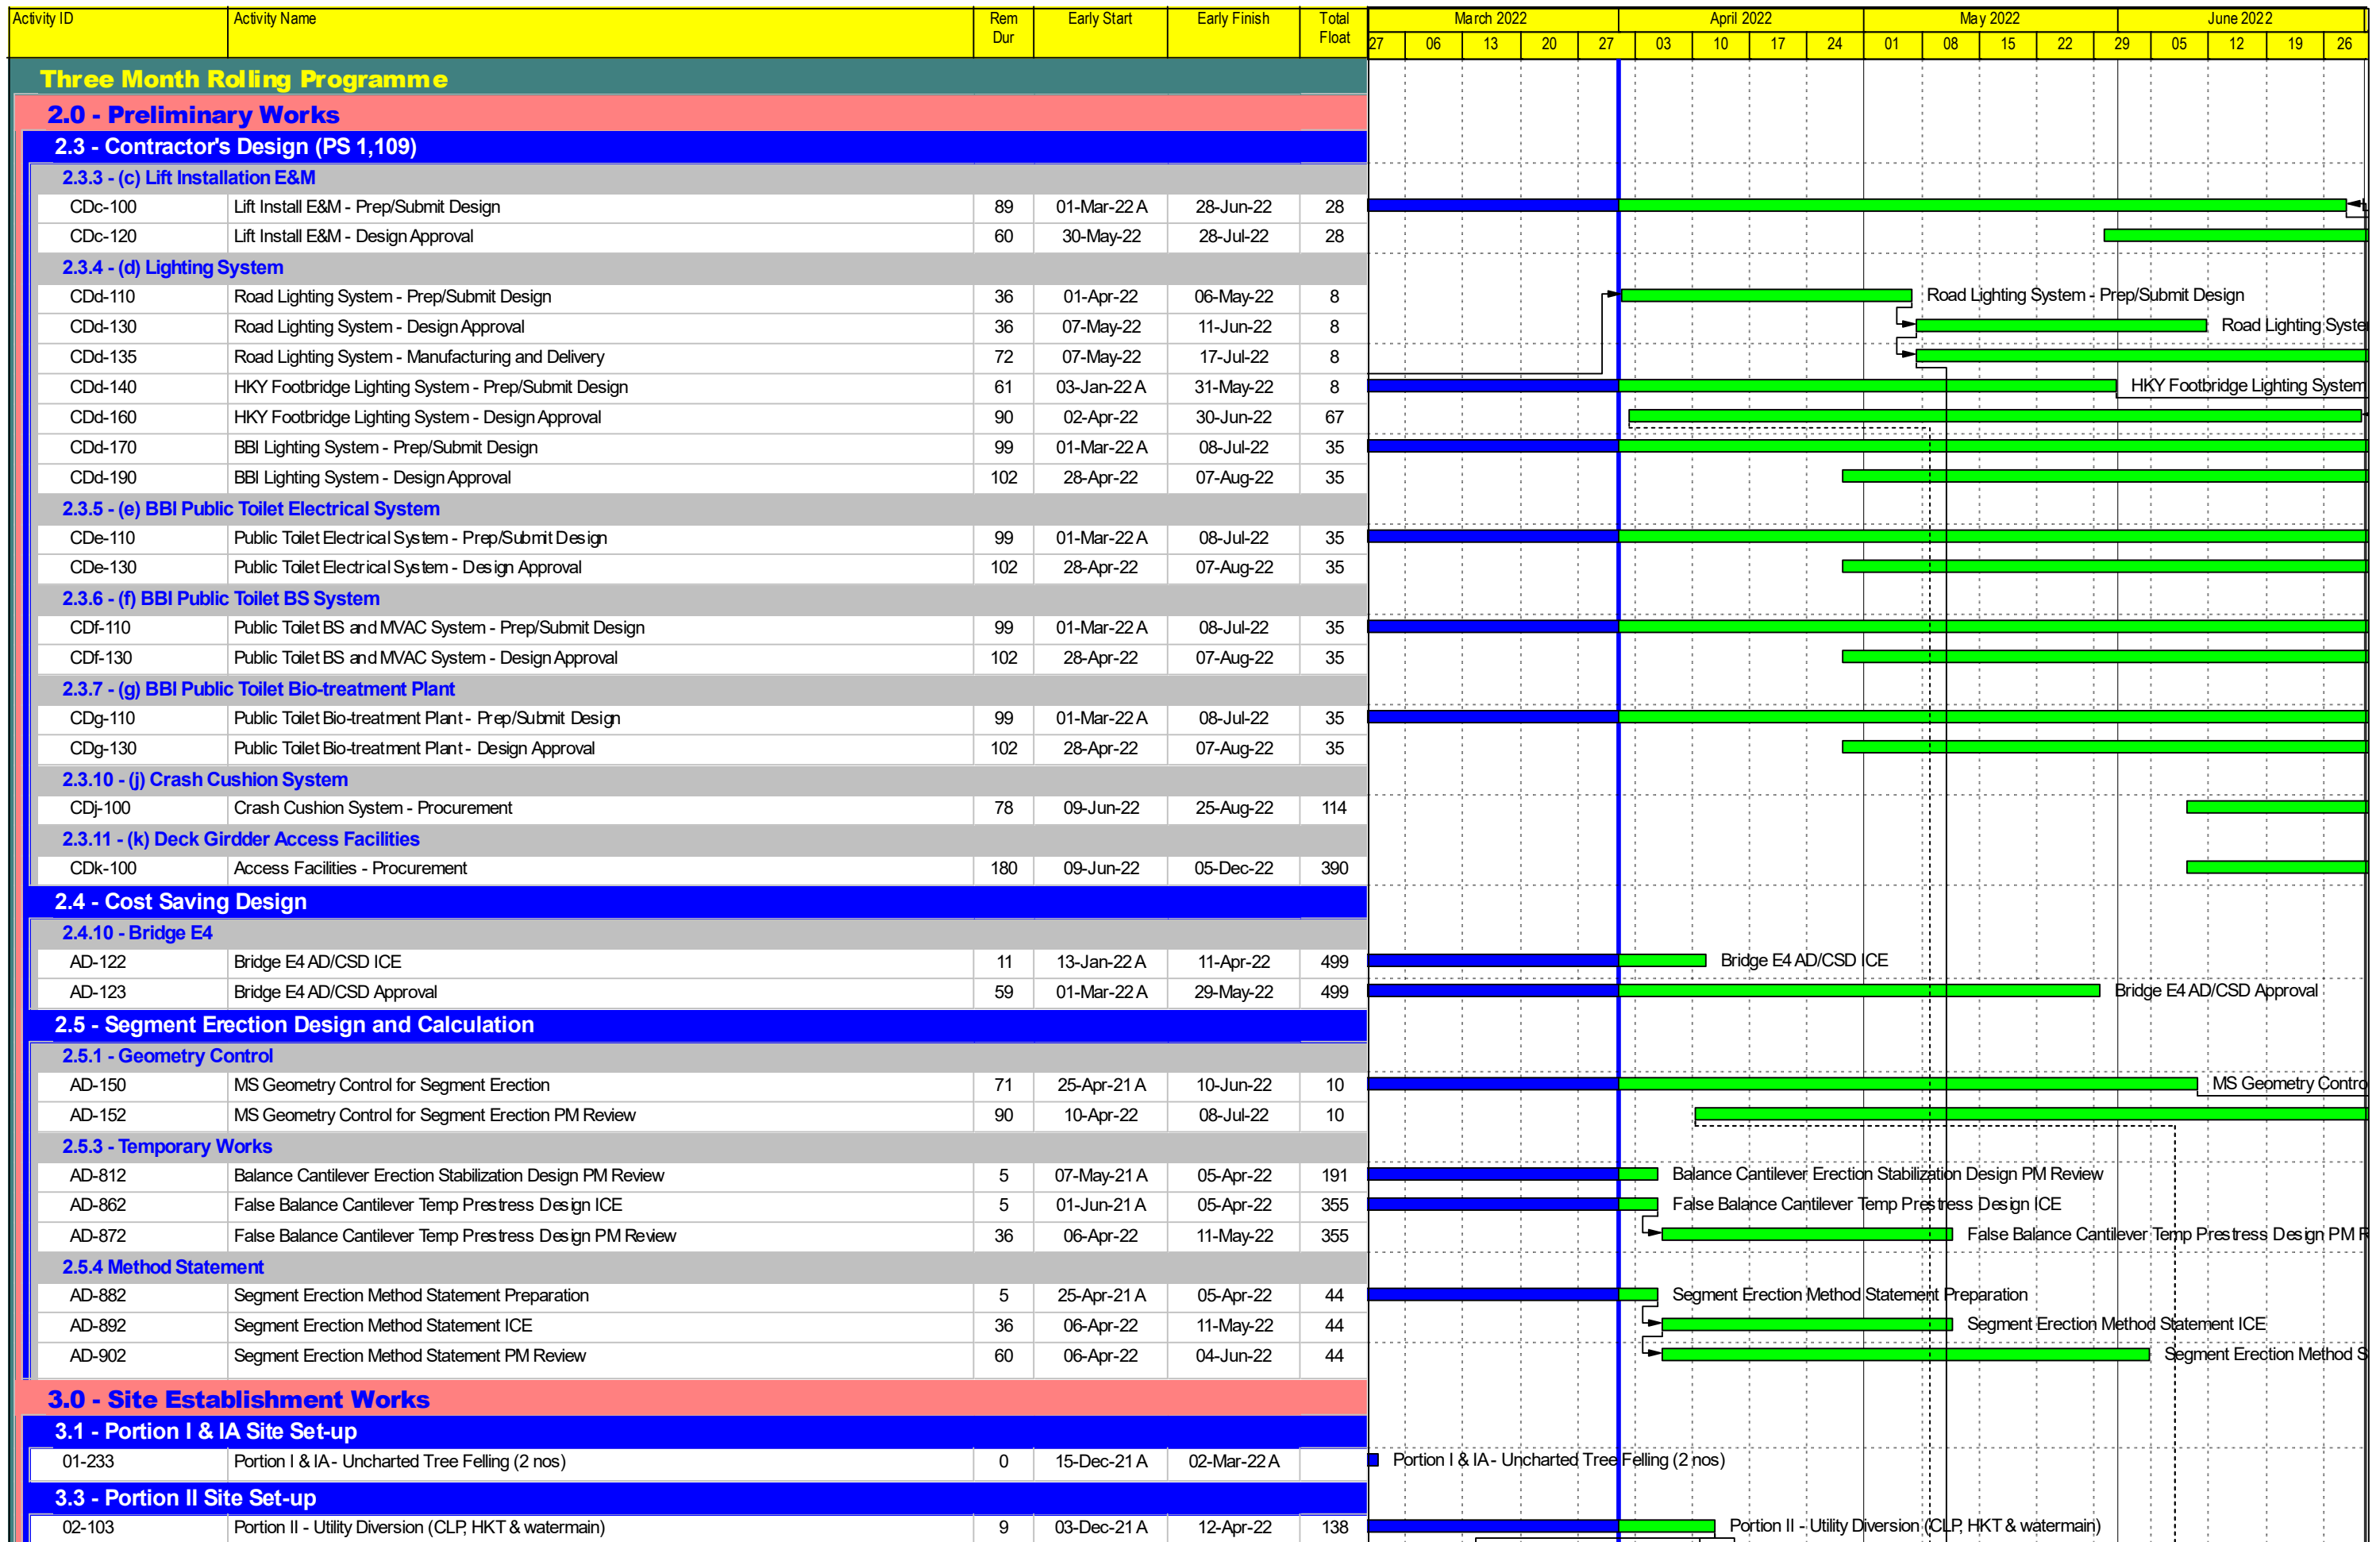 Activity ID Activity Name Rem Dur Early Start Early Finish Total Float March 2022 April 2022 May 2022 June 2022
27 06 13 20 27 03 10 17 24 01 08 15 22 29 05 12 19 26
Three Month Rolling Programme
2.0 - Preliminary Works
2.3 - Contractor's Design (PS 1,109)
2.3.3 - (c) Lift Installation E&M
CDc-100 Lift Install E&M - Prep/Submit Design 89 01-Mar-22 A 28-Jun-22 28
CDc-120 Lift Install E&M - Design Approval 60 30-May-22 28-Jul-22 28
2.3.4 - (d) Lighting System
CDd-110 Road Lighting System - Prep/Submit Design 36 01-Apr-22 06-May-22 8 Road Lighting System - Prep/Submit Design
CDd-130 Road Lighting System - Design Approval 36 07-May-22 11-Jun-22 8 Road Lighting Syste
CDd-135 Road Lighting System - Manufacturing and Delivery 72 07-May-22 17-Jul-22 8
CDd-140 HKY Footbridge Lighting System - Prep/Submit Design 61 03-Jan-22 A 31-May-22 8 HKY Footbridge Lighting System
CDd-160 HKY Footbridge Lighting System - Design Approval 90 02-Apr-22 30-Jun-22 67
CDd-170 BBI Lighting System - Prep/Submit Design 99 01-Mar-22 A 08-Jul-22 35
CDd-190 BBI Lighting System - Design Approval 102 28-Apr-22 07-Aug-22 35
2.3.5 - (e) BBI Public Toilet Electrical System
CDe-110 Public Toilet Electrical System - Prep/Submit Design 99 01-Mar-22 A 08-Jul-22 35
CDe-130 Public Toilet Electrical System - Design Approval 102 28-Apr-22 07-Aug-22 35
2.3.6 - (f) BBI Public Toilet BS System
CDf-110 Public Toilet BS and MVAC System - Prep/Submit Design 99 01-Mar-22 A 08-Jul-22 35
CDf-130 Public Toilet BS and MVAC System - Design Approval 102 28-Apr-22 07-Aug-22 35
2.3.7 - (g) BBI Public Toilet Bio-treatment Plant
CDg-110 Public Toilet Bio-treatment Plant - Prep/Submit Design 99 01-Mar-22 A 08-Jul-22 35
CDg-130 Public Toilet Bio-treatment Plant - Design Approval 102 28-Apr-22 07-Aug-22 35
2.3.10 - (j) Crash Cushion System
CDj-100 Crash Cushion System - Procurement 78 09-Jun-22 25-Aug-22 114
2.3.11 - (k) Deck Girdder Access Facilities
CDk-100 Access Facilities - Procurement 180 09-Jun-22 05-Dec-22 390
2.4 - Cost Saving Design
2.4.10 - Bridge E4
AD-122 Bridge E4 AD/CSD ICE 11 13-Jan-22 A 11-Apr-22 499 Bridge E4 AD/CSD ICE
AD-123 Bridge E4 AD/CSD Approval 59 01-Mar-22 A 29-May-22 499 Bridge E4 AD/CSD Approval
2.5 - Segment Erection Design and Calculation
2.5.1 - Geometry Control
AD-150 MS Geometry Control for Segment Erection 71 25-Apr-21 A 10-Jun-22 10 MS Geometry Contro
AD-152 MS Geometry Control for Segment Erection PM Review 90 10-Apr-22 08-Jul-22 10
2.5.3 - Temporary Works
AD-812 Balance Cantilever Erection Stabilization Design PM Review 5 07-May-21 A 05-Apr-22 191 Balance Cantilever Erection Stabilization Design PM Review
AD-862 False Balance Cantilever Temp Prestress Design ICE 5 01-Jun-21 A 05-Apr-22 355 False Balance Cantilever Temp Prestress Design ICE
AD-872 False Balance Cantilever Temp Prestress Design PM Review 36 06-Apr-22 11-May-22 355 False Balance Cantilever Temp Prestress Design PM R
2.5.4 Method Statement
AD-882 Segment Erection Method Statement Preparation 5 25-Apr-21 A 05-Apr-22 44 Segment Erection Method Statement Preparation
AD-892 Segment Erection Method Statement ICE 36 06-Apr-22 11-May-22 44 Segment Erection Method Statement ICE
AD-902 Segment Erection Method Statement PM Review 60 06-Apr-22 04-Jun-22 44 Segment Erection Method S
3.0 - Site Establishment Works
3.1 - Portion I & IA Site Set-up
01-233 Portion I & IA - Uncharted Tree Felling (2 nos) 0 15-Dec-21 A 02-Mar-22 A Portion I & IA - Uncharted Tree Felling (2 nos)
3.3 - Portion II Site Set-up
02-103 Portion II - Utility Diversion (CLP, HKT & watermain) 9 03-Dec-21 A 12-Apr-22 138 Portion II - Utility Diversion (CLP, HKT & watermain)